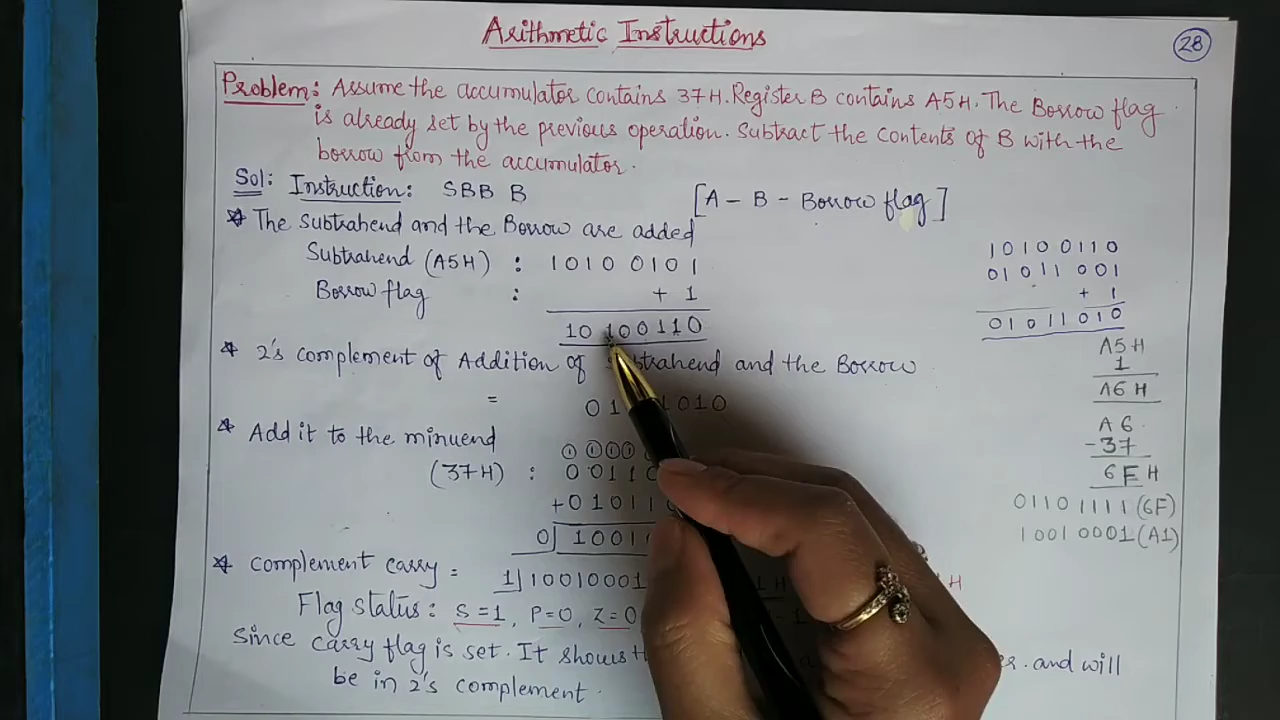 Arithmetic Instructions
28
Problem: Assume the accumulator contains 37H. Register B contains A5H. The Borrow flag
is already set by the previous operation. Subtract the contents of B with the
borrow from the accumulator.
Sol: Instruction: SBB B [A - B - Borrow flag]
* The Subtrahend and the Borrow are added
Subtrahend (A5H) : 10100101
Borrow flag : + 1
10100110
* 2's complement of Addition of Subtrahend and the Borrow
=
* Add it to the minuend
(37H) :
* Complement carry = 1|10010001
Flag status: S=1, P=0, Z=0
Since carry flag is set. It shows and will
be in 2's complement
10100110
01011001
+ 1
01011010
A5H
1
A6H
A6
-37
6FH
01101111(6F)
10010001(A1)